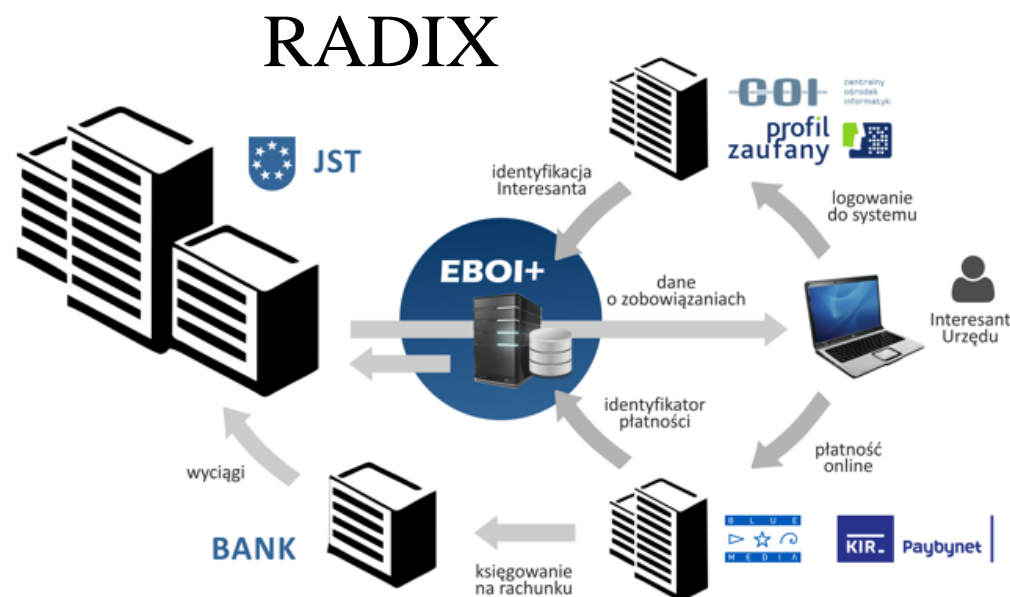 RADIX
COI
centralny
ośrodek
informatyki
profil
zaufany
JST
identyfikacja
Interesanta
logowanie
do systemu
EBOI+
dane
o zobowiązaniach
Interesant
Urzędu
identyfikator
płatności
płatność
online
wyciągi
BANK
księgowanie
na rachunku
BLUE
MEDIA
KIR
Paybynet